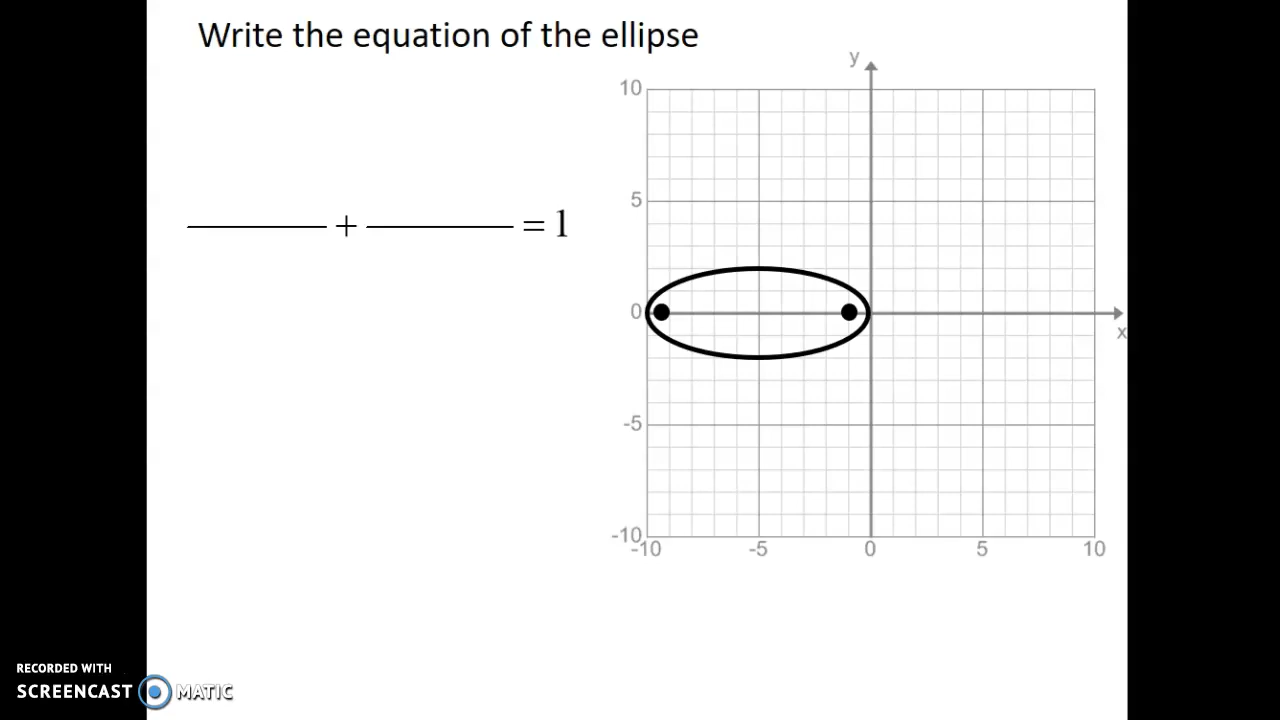 Write the equation of the ellipse
y
10
5
+ = 1
0
x
-5
-10
-10 -5 0 5 10
RECORDED WITH
SCREENCAST MATIC